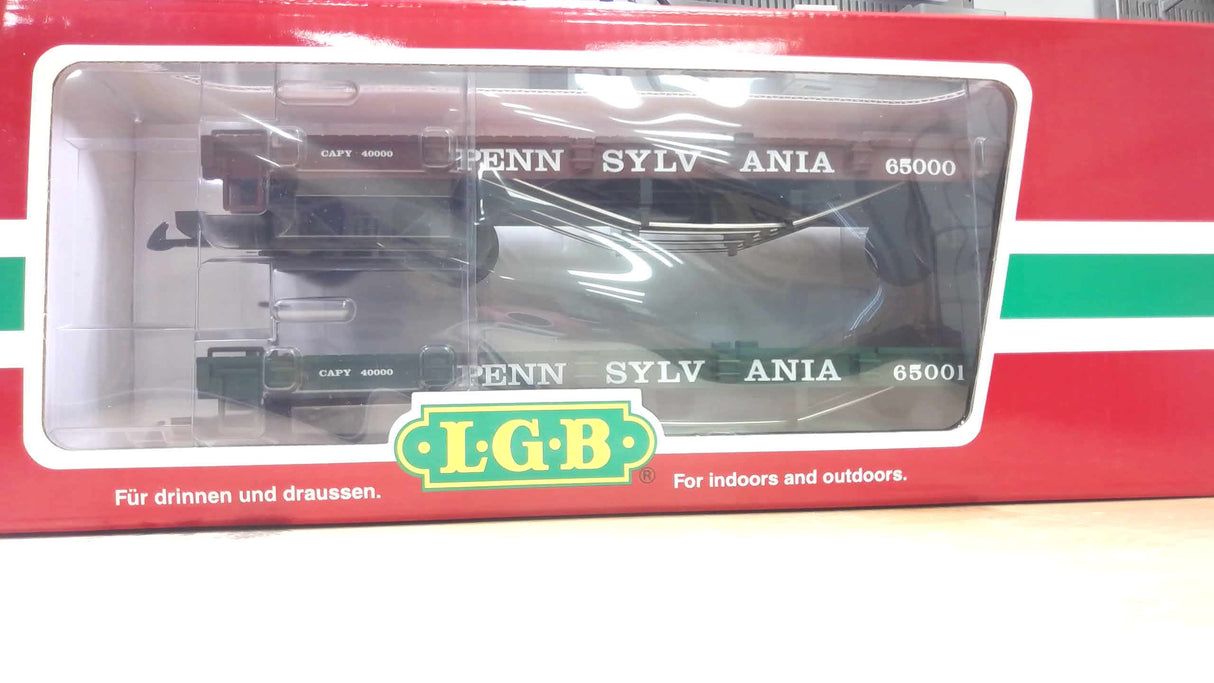 CAPY 40000 PENN SYLV ANIA 65000
CAPY 40000 PENN SYLV ANIA 65001
L·G·B ®
Für drinnen und draussen.
For indoors and outdoors.